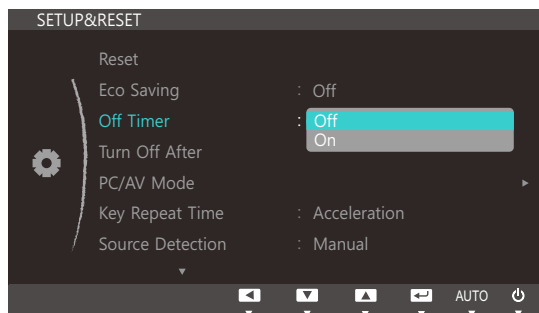 SETUP&RESET
Reset
Eco Saving : Off
Off Timer : Off
On
Turn Off After
PC/AV Mode
Key Repeat Time : Acceleration
Source Detection : Manual
AUTO